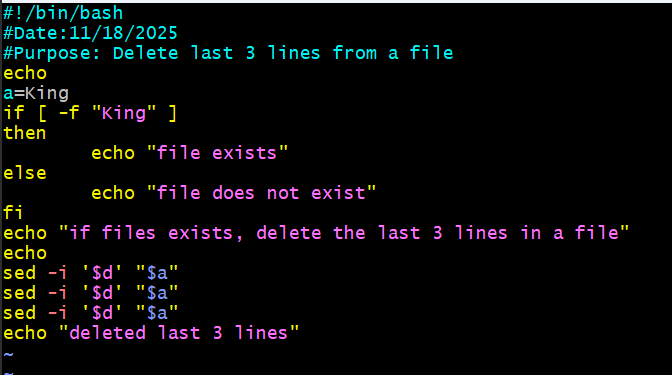 #!/bin/bash
#Date:11/18/2025
#Purpose: Delete last 3 lines from a file
echo
a=King
if [ -f "King" ]
then
        echo "file exists"
else
        echo "file does not exist"
fi
echo "if files exists, delete the last 3 lines in a file"
echo
sed -i '$d' "$a"
sed -i '$d' "$a"
sed -i '$d' "$a"
echo "deleted last 3 lines"
~
~